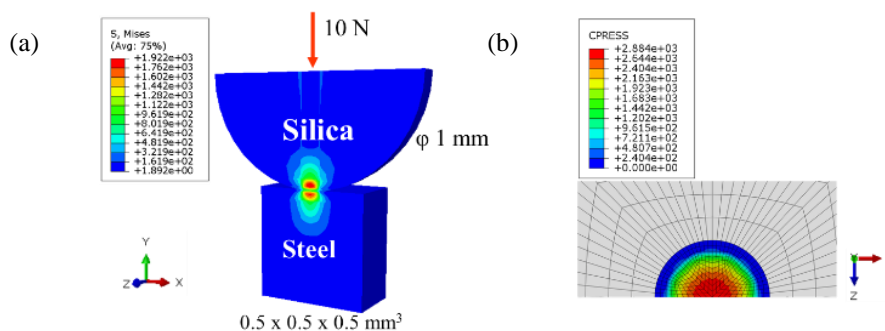 (a)
S, Mises
(Avg: 75%)
+1.922e+03
+1.762e+03
+1.602e+03
+1.442e+03
+1.282e+03
+1.122e+03
+9.619e+02
+8.019e+02
+6.419e+02
+4.819e+02
+3.219e+02
+1.619e+02
+1.892e+00
10 N
Silica
φ 1 mm
Steel
0.5 x 0.5 x 0.5 mm³
Y
Z
X
(b)
CPRESS
+2.884e+03
+2.644e+03
+2.404e+03
+2.163e+03
+1.923e+03
+1.683e+03
+1.442e+03
+1.202e+03
+9.615e+02
+7.211e+02
+4.807e+02
+2.404e+02
+0.000e+00
Y
Z